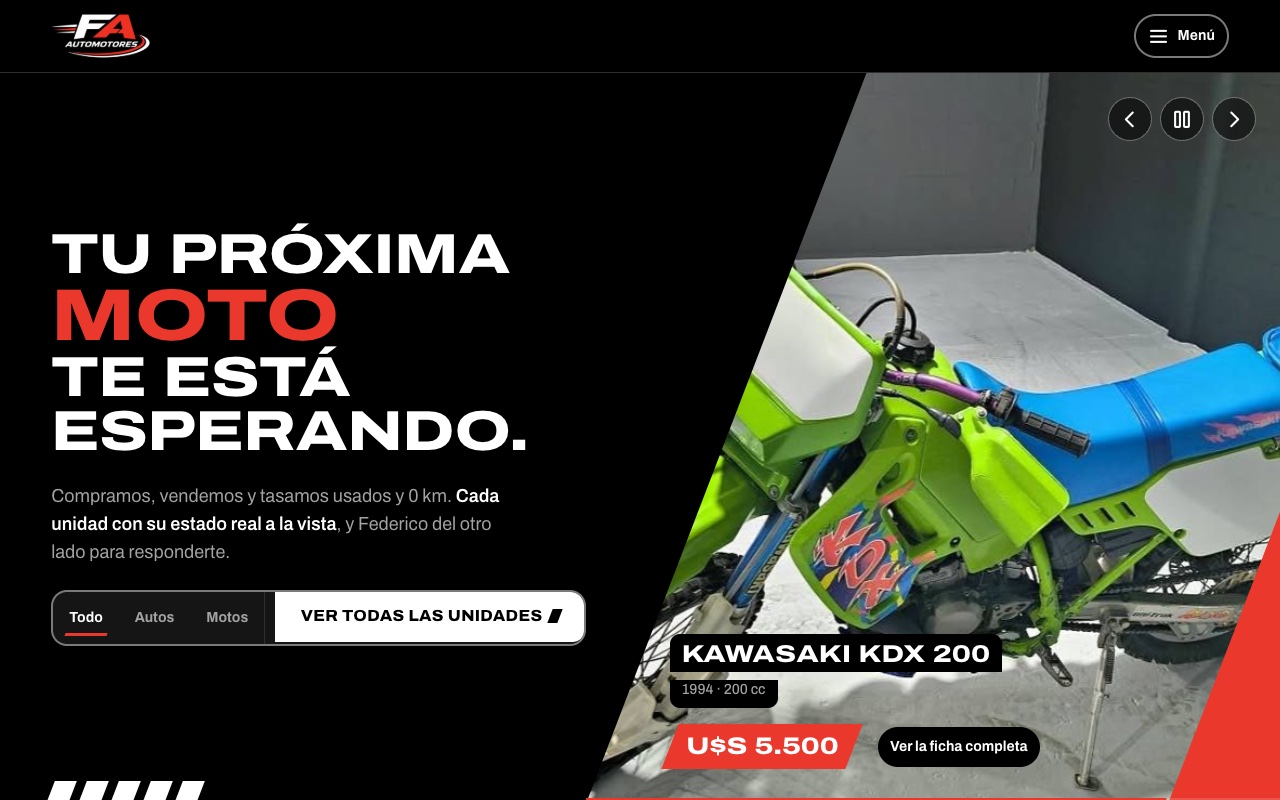 FA
AUTOMOTORES
Menú
TU PRÓXIMA
MOTO
TE ESTÁ
ESPERANDO.
Compramos, vendemos y tasamos usados y 0 km. Cada
unidad con su estado real a la vista, y Federico del otro
lado para responderte.
Todo
Autos
Motos
VER TODAS LAS UNIDADES
KDX
KAWASAKI KDX 200
1994 · 200 cc
U$S 5.500
Ver la ficha completa